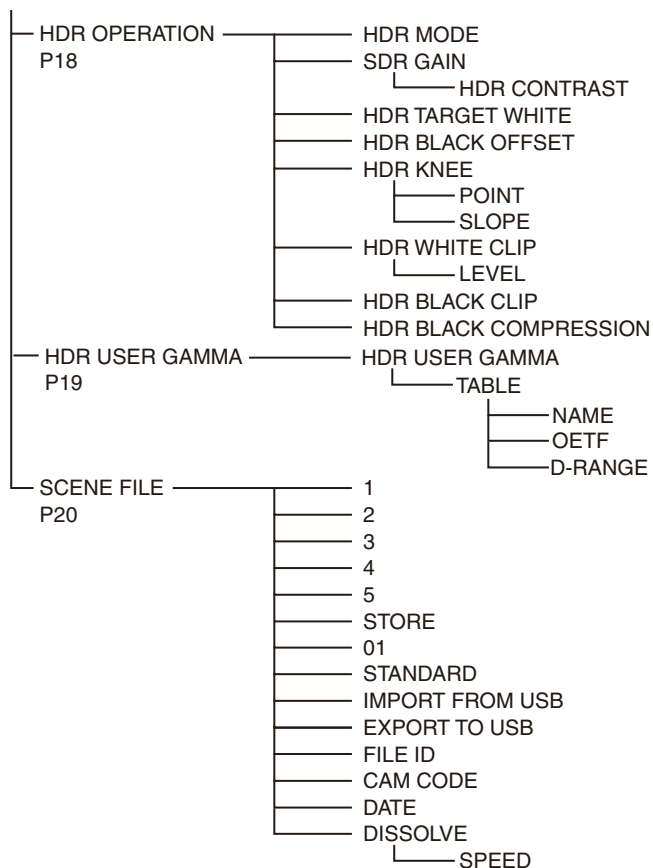 HDR OPERATION
P18
HDR MODE
SDR GAIN
HDR CONTRAST
HDR TARGET WHITE
HDR BLACK OFFSET
HDR KNEE
POINT
SLOPE
HDR WHITE CLIP
LEVEL
HDR BLACK CLIP
HDR BLACK COMPRESSION
HDR USER GAMMA
P19
HDR USER GAMMA
TABLE
NAME
OETF
D-RANGE
SCENE FILE
P20
1
2
3
4
5
STORE
01
STANDARD
IMPORT FROM USB
EXPORT TO USB
FILE ID
CAM CODE
DATE
DISSOLVE
SPEED